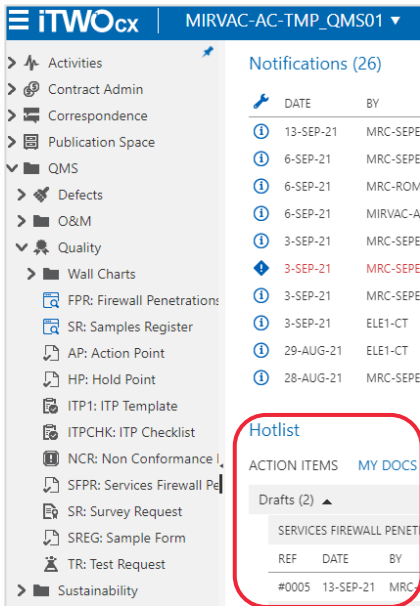 iTWOcx MIRVAC-AC-TMP_QMS01
Activities
Contract Admin
Correspondence
Publication Space
QMS
Defects
O&M
Quality
Wall Charts
FPR: Firewall Penetrations
SR: Samples Register
AP: Action Point
HP: Hold Point
ITP1: ITP Template
ITPCHK: ITP Checklist
NCR: Non Conformance
SFPR: Services Firewall Pe
SR: Survey Request
SREG: Sample Form
TR: Test Request
Sustainability
Notifications (26)
DATE BY
13-SEP-21 MRC-SEPE
6-SEP-21 MRC-SEPE
6-SEP-21 MRC-ROM
6-SEP-21 MIRVAC-A
3-SEP-21 MRC-SEPE
3-SEP-21 MRC-SEPE
3-SEP-21 MRC-SEPE
3-SEP-21 ELE1-CT
29-AUG-21 ELE1-CT
28-AUG-21 MRC-SEPE
Hotlist
ACTION ITEMS MY DOCS
Drafts (2)
SERVICES FIREWALL PENET
REF DATE BY
#0005 13-SEP-21 MRC-